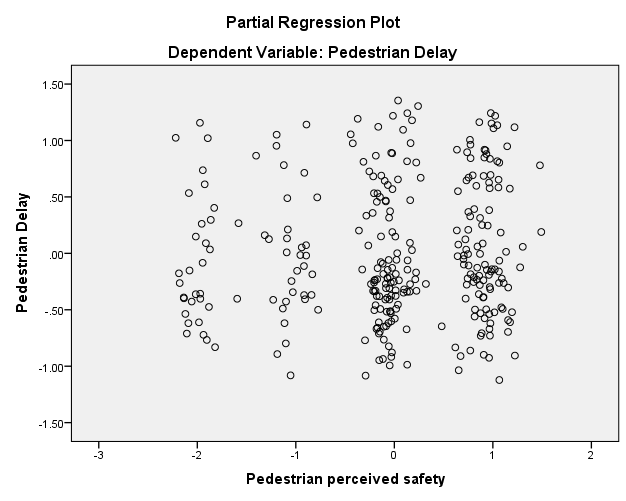 Partial Regression Plot
Dependent Variable: Pedestrian Delay
1.50
1.00
.50
.00
-.50
-1.00
-1.50
Pedestrian Delay
-3 -2 -1 0 1 2
Pedestrian perceived safety